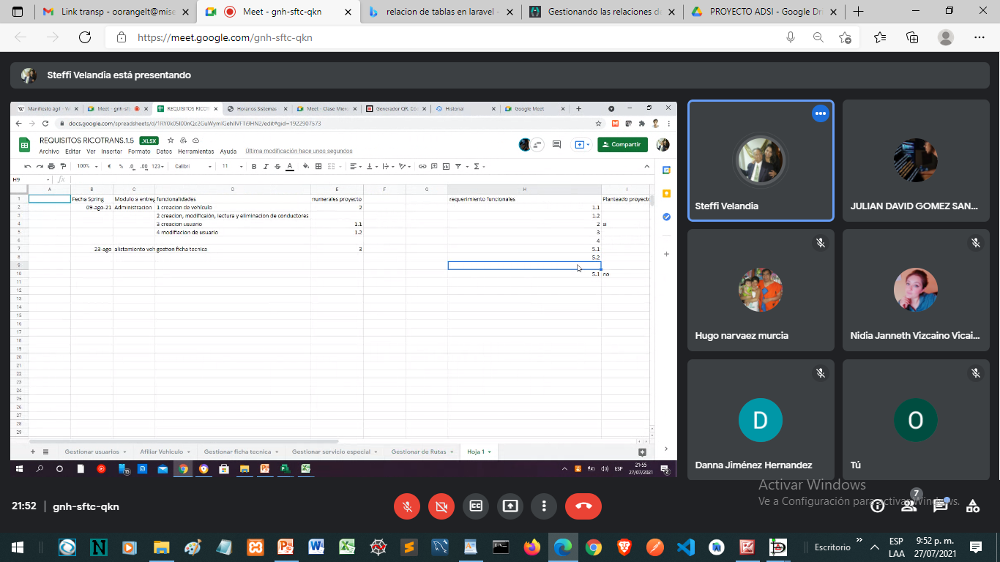 Link transp - oorangelt@mise
Meet - gnh-sftc-qkn
relacion de tablas en laravel -
Gestionando las relaciones de
PROYECTO ADSI - Google Dri
https://meet.google.com/gnh-sftc-qkn
Steffi Velandia está presentando
Manifiesto ágil - W
Meet - gnh-sf
REQUISITOS RICOT
Horarios Sistemas
Meet - Clase Micro
Generador QR. Cód
Historial
Google Meet
docs.google.com/spreadsheets/d/1RY0k05l00nQc2GuWymIGehlIVFTi9HN2/edit#gid=1922907573
REQUISITOS RICOTRANS.1.5 .XLSX
Compartir
Archivo Editar Ver Insertar Formato Datos Herramientas Ayuda Última modificación hace unos segundos
100% € % .0 .00 123 Calibri 11 B I S A
H9 fx
A B C D E F G H I
1 Fecha Spring Modulo a entreg funcionalidades numerales proyecto requerimiento funcionales Planteado proyecto
2 09-ago-21 Administracion 1 creacion de vehículo 2 1.1
3 2 creacion, modificaión, lectura y eliminacion de conductores 1.2
4 3 creacion usuario 1.1 2 si
5 4 modifiacion de usuario 1.2 3
6 4
7 23-ago alistamiento veh gestion ficha tecnica 3 5.1
8 5.2
9
10 5.1 no
11
12
13
14
15
16
17
18
19
20
21
22
23
24
25
26
27
28
29
Gestionar usuarios Afiliar Vehiculo Gestionar ficha tecnica Gestionar servicio especial Gestionar de Rutas Hoja 1
15
ESP
21:55
27/07/2021
2
Steffi Velandia
JULIAN DAVID GOMEZ SAN...
Hugo narvaez murcia
Nidia Janneth Vizcaino Vicai...
D
Danna Jiménez Hernandez
O
Tú
Activar Windows
Ve a Configuración para activar Windows.
21:52 gnh-sftc-qkn
7
Escritorio
ESP
LAA
9:52 p. m.
27/07/2021